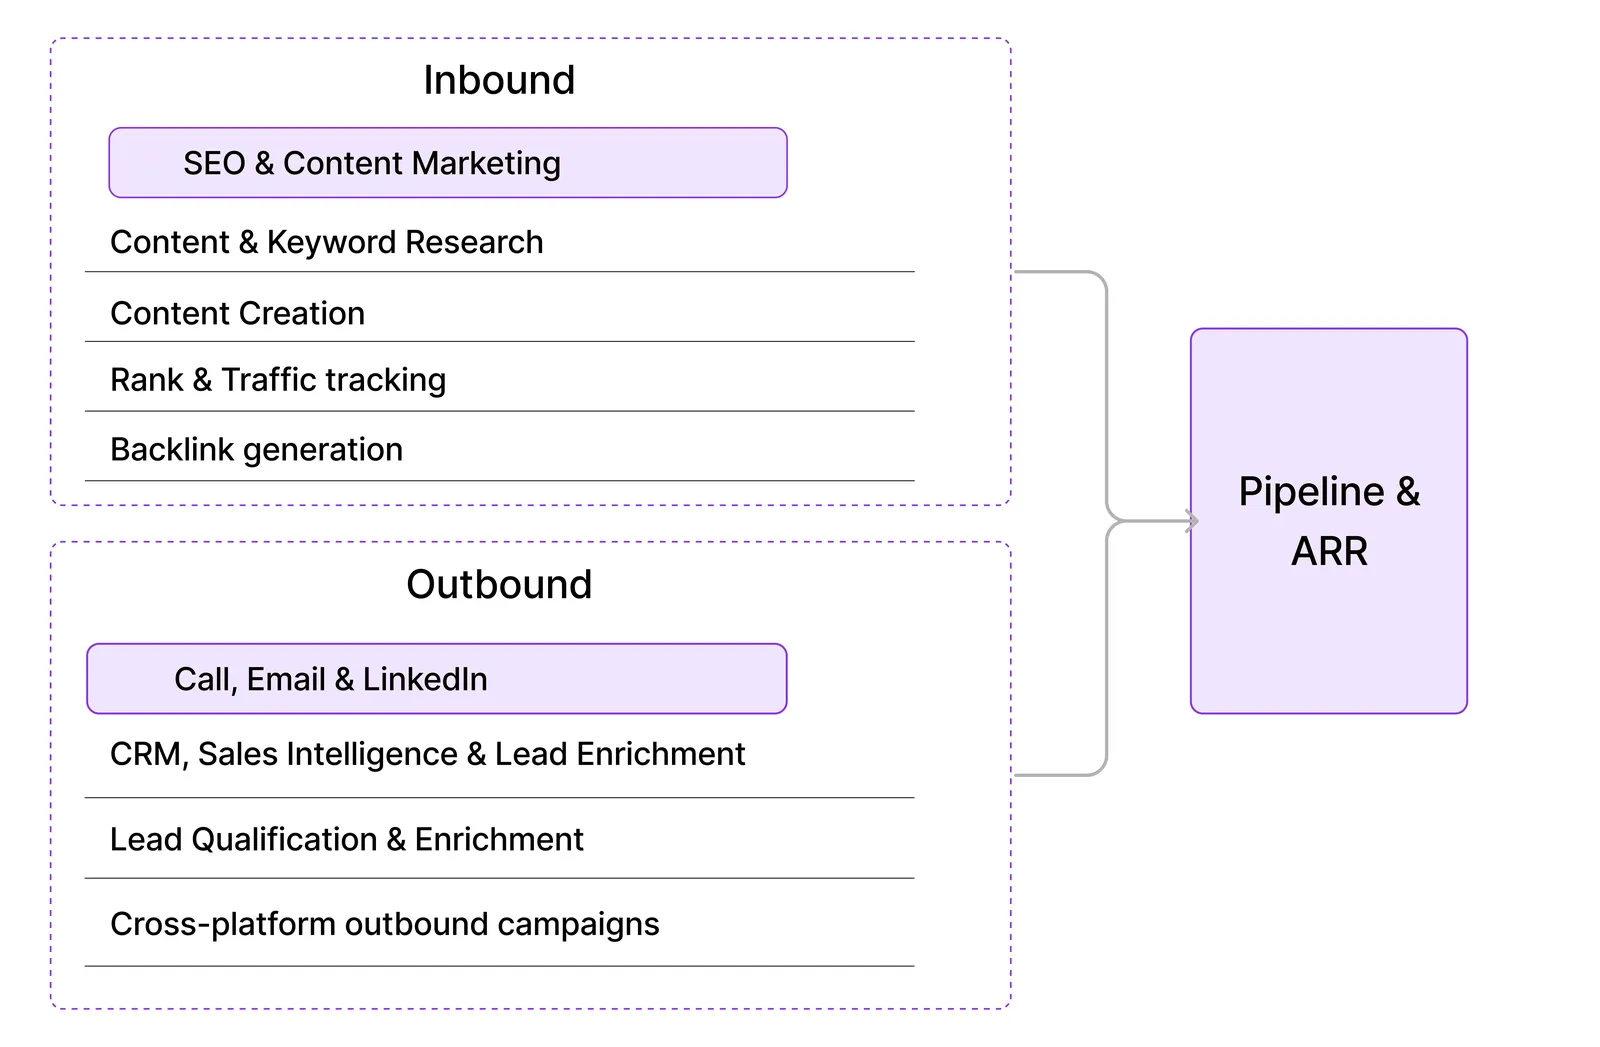 Inbound
SEO & Content Marketing
Content & Keyword Research
Content Creation
Rank & Traffic tracking
Backlink generation
Outbound
Call, Email & LinkedIn
CRM, Sales Intelligence & Lead Enrichment
Lead Qualification & Enrichment
Cross-platform outbound campaigns
Pipeline &
ARR